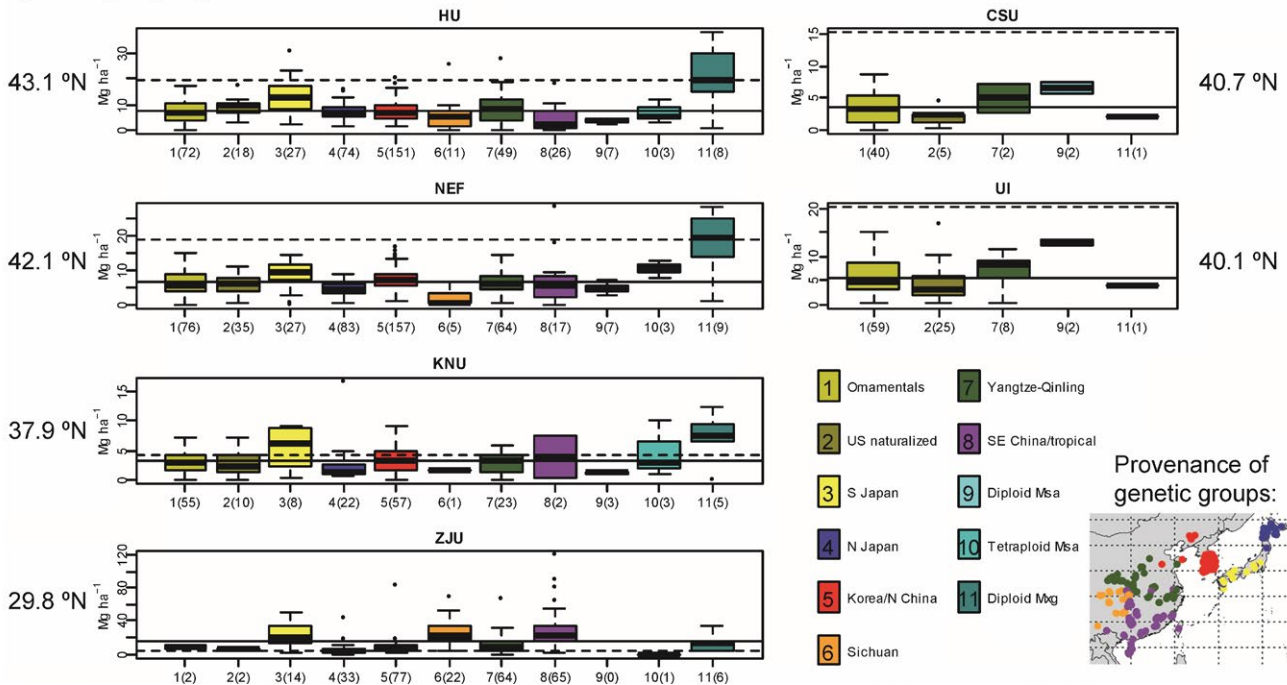 HU
43.1 ºN
Mg ha⁻¹
0 10 30
1(72) 2(18) 3(27) 4(74) 5(151) 6(11) 7(49) 8(26) 9(7) 10(3) 11(8)
CSU
0 5 10 15
40.7 ºN
Mg ha⁻¹
1(40) 2(5) 7(2) 9(2) 11(1)
NEF
42.1 ºN
Mg ha⁻¹
0 10 20
1(76) 2(35) 3(27) 4(83) 5(157) 6(5) 7(64) 8(17) 9(7) 10(3) 11(9)
UI
0 5 10 20
40.1 ºN
Mg ha⁻¹
1(59) 2(25) 7(8) 9(2) 11(1)
KNU
37.9 ºN
Mg ha⁻¹
0 5 10 15
1(55) 2(10) 3(8) 4(22) 5(57) 6(1) 7(23) 8(2) 9(3) 10(3) 11(5)
ZJU
29.8 ºN
Mg ha⁻¹
0 40 80 120
1(2) 2(2) 3(14) 4(33) 5(77) 6(22) 7(64) 8(65) 9(0) 10(1) 11(6)
1 Ornamentals
2 US naturalized
3 S Japan
4 N Japan
5 Korea/N China
6 Sichuan
7 Yangtze-Qinling
8 SE China/tropical
9 Diploid Msa
10 Tetraploid Msa
11 Diploid Mxg
Provenance of
genetic groups: